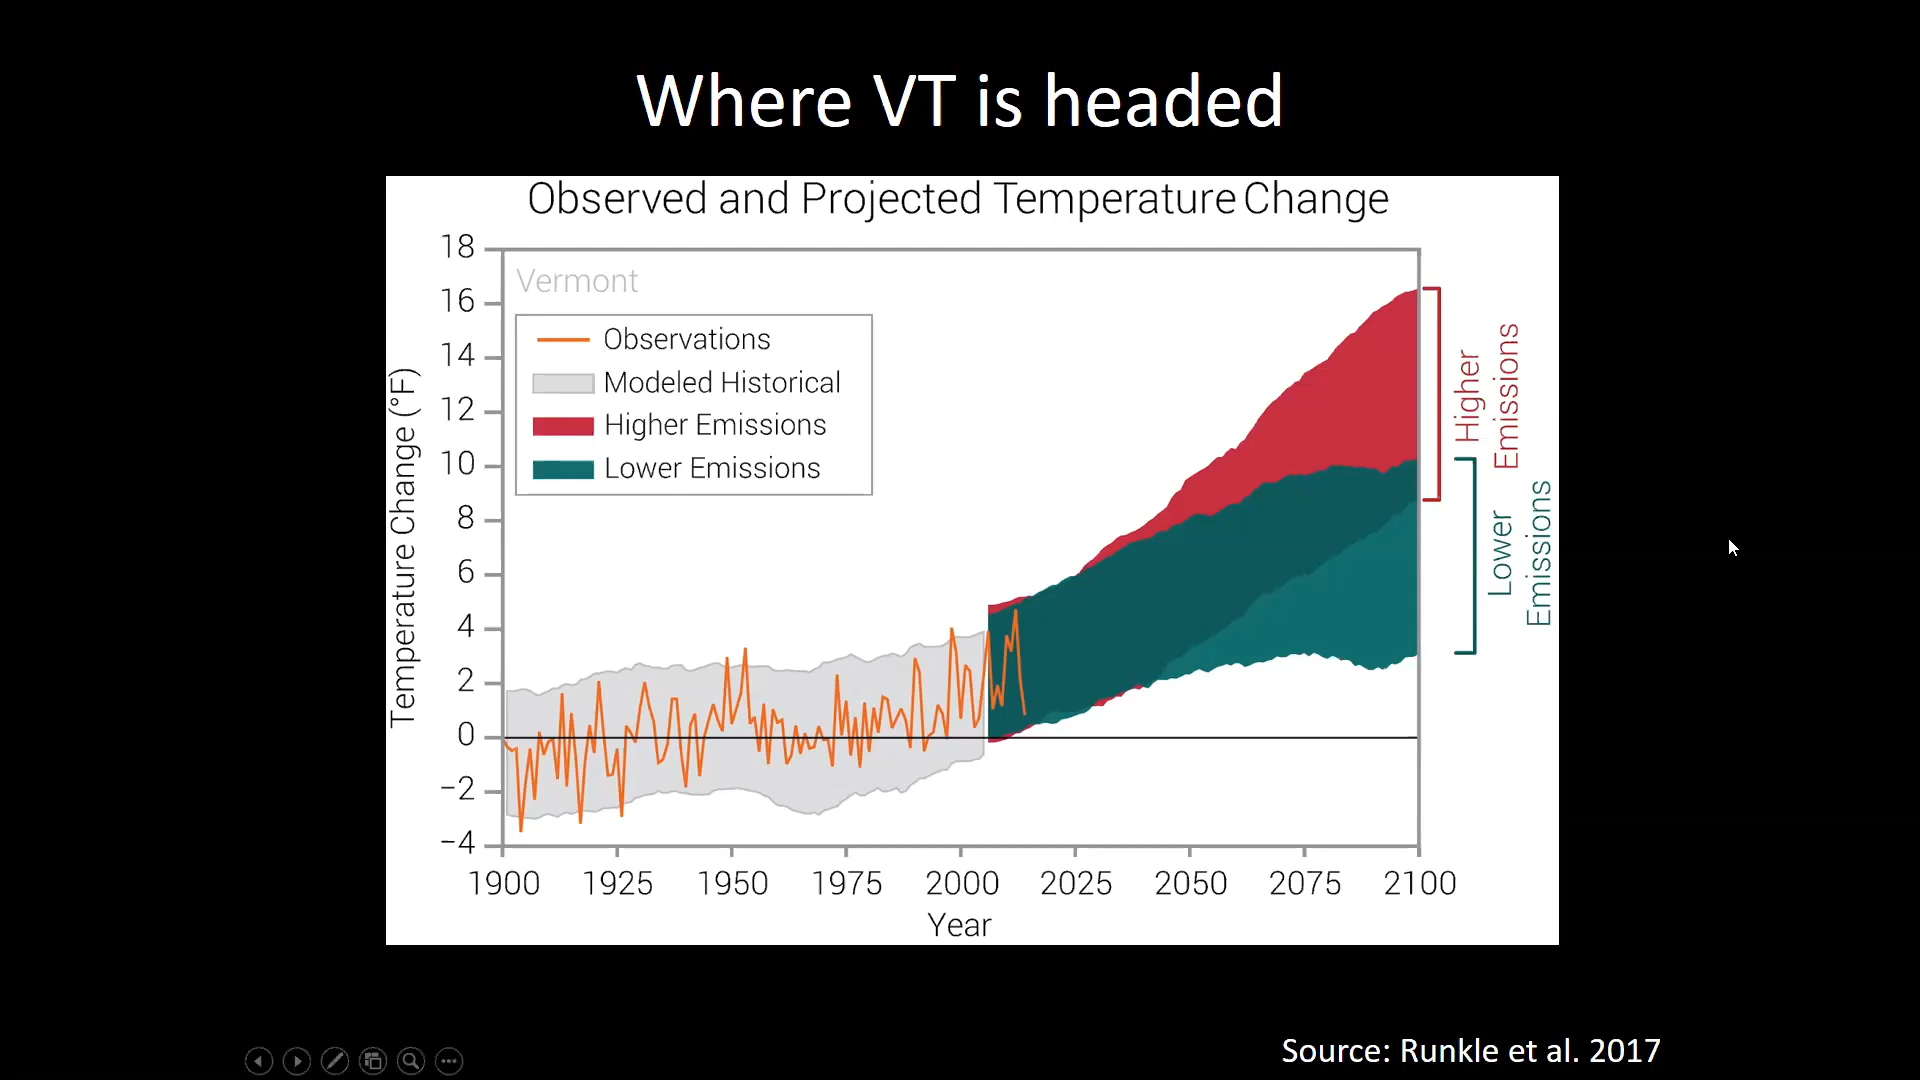 Where VT is headed
Observed and Projected Temperature Change
Vermont
Observations
Modeled Historical
Higher Emissions
Lower Emissions
Temperature Change (°F)
18
16
14
12
10
8
6
4
2
0
−2
−4
1900 1925 1950 1975 2000 2025 2050 2075 2100
Year
Higher
Emissions
Lower
Emissions
Source: Runkle et al. 2017